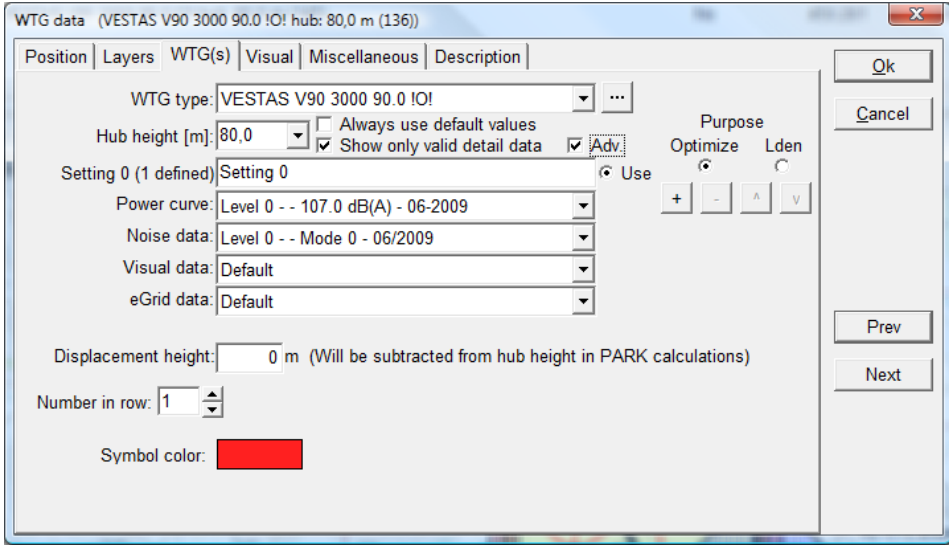 WTG data (VESTAS V90 3000 90.0 !O! hub: 80,0 m (136))
Position Layers WTG(s) Visual Miscellaneous Description
Ok
Cancel
WTG type: VESTAS V90 3000 90.0 !O! ...
Hub height [m]: 80,0 Always use default values
Show only valid detail data Adv.
Purpose
Optimize Lden
Setting 0 (1 defined) Setting 0 Use
+ - ^ v
Power curve: Level 0 - - 107.0 dB(A) - 06-2009
Noise data: Level 0 - - Mode 0 - 06/2009
Visual data: Default
eGrid data: Default
Prev
Next
Displacement height: 0 m (Will be subtracted from hub height in PARK calculations)
Number in row: 1
Symbol color: